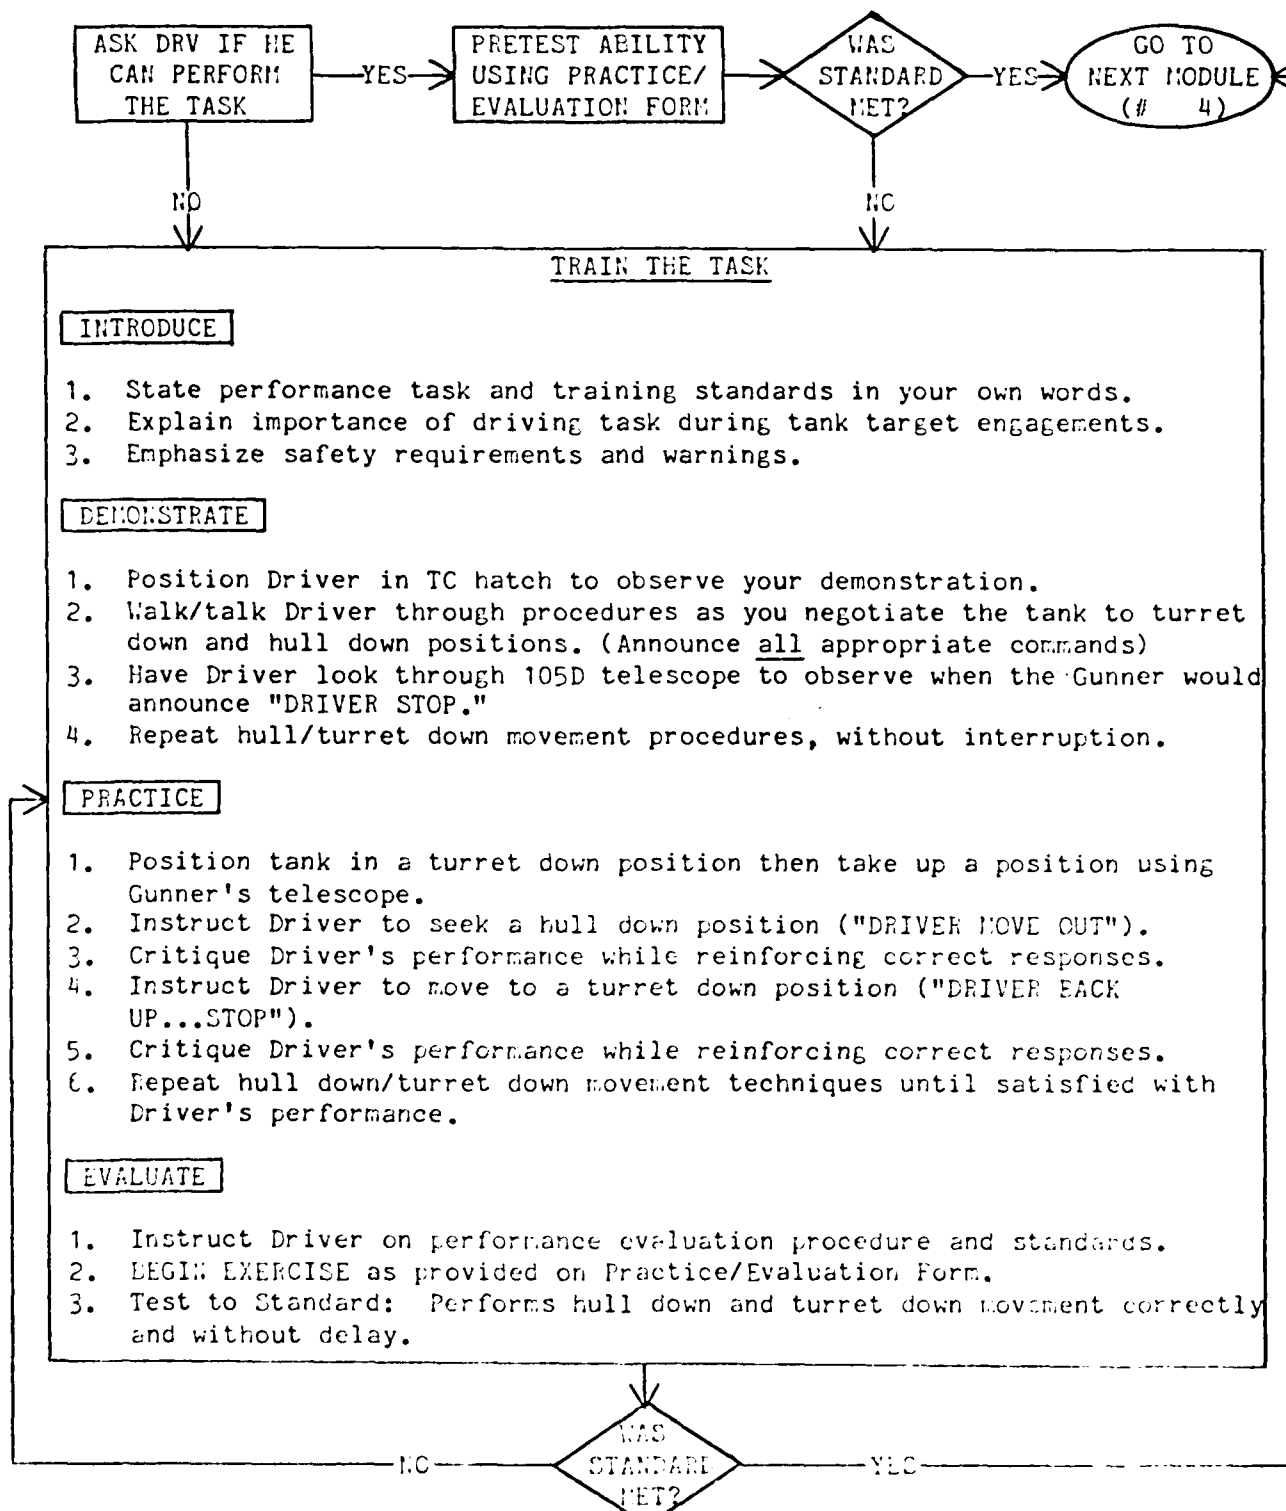 ASK DRV IF HE
CAN PERFORM
THE TASK
YES
PRETEST ABILITY
USING PRACTICE/
EVALUATION FORM
WAS
STANDARD
MET?
YES
GO TO
NEXT MODULE
(# 4)
NO
NO
TRAIN THE TASK
INTRODUCE
1. State performance task and training standards in your own words.
2. Explain importance of driving task during tank target engagements.
3. Emphasize safety requirements and warnings.
DEMONSTRATE
1. Position Driver in TC hatch to observe your demonstration.
2. Walk/talk Driver through procedures as you negotiate the tank to turret
down and hull down positions. (Announce all appropriate commands)
3. Have Driver look through 105D telescope to observe when the Gunner would
announce "DRIVER STOP."
4. Repeat hull/turret down movement procedures, without interruption.
PRACTICE
1. Position tank in a turret down position then take up a position using
Gunner's telescope.
2. Instruct Driver to seek a hull down position ("DRIVER MOVE OUT").
3. Critique Driver's performance while reinforcing correct responses.
4. Instruct Driver to move to a turret down position ("DRIVER BACK
UP...STOP").
5. Critique Driver's performance while reinforcing correct responses.
6. Repeat hull down/turret down movement techniques until satisfied with
Driver's performance.
EVALUATE
1. Instruct Driver on performance evaluation procedure and standards.
2. BEGIN EXERCISE as provided on Practice/Evaluation Form.
3. Test to Standard: Performs hull down and turret down movement correctly
and without delay.
NO
WAS
STANDARD
MET?
YES